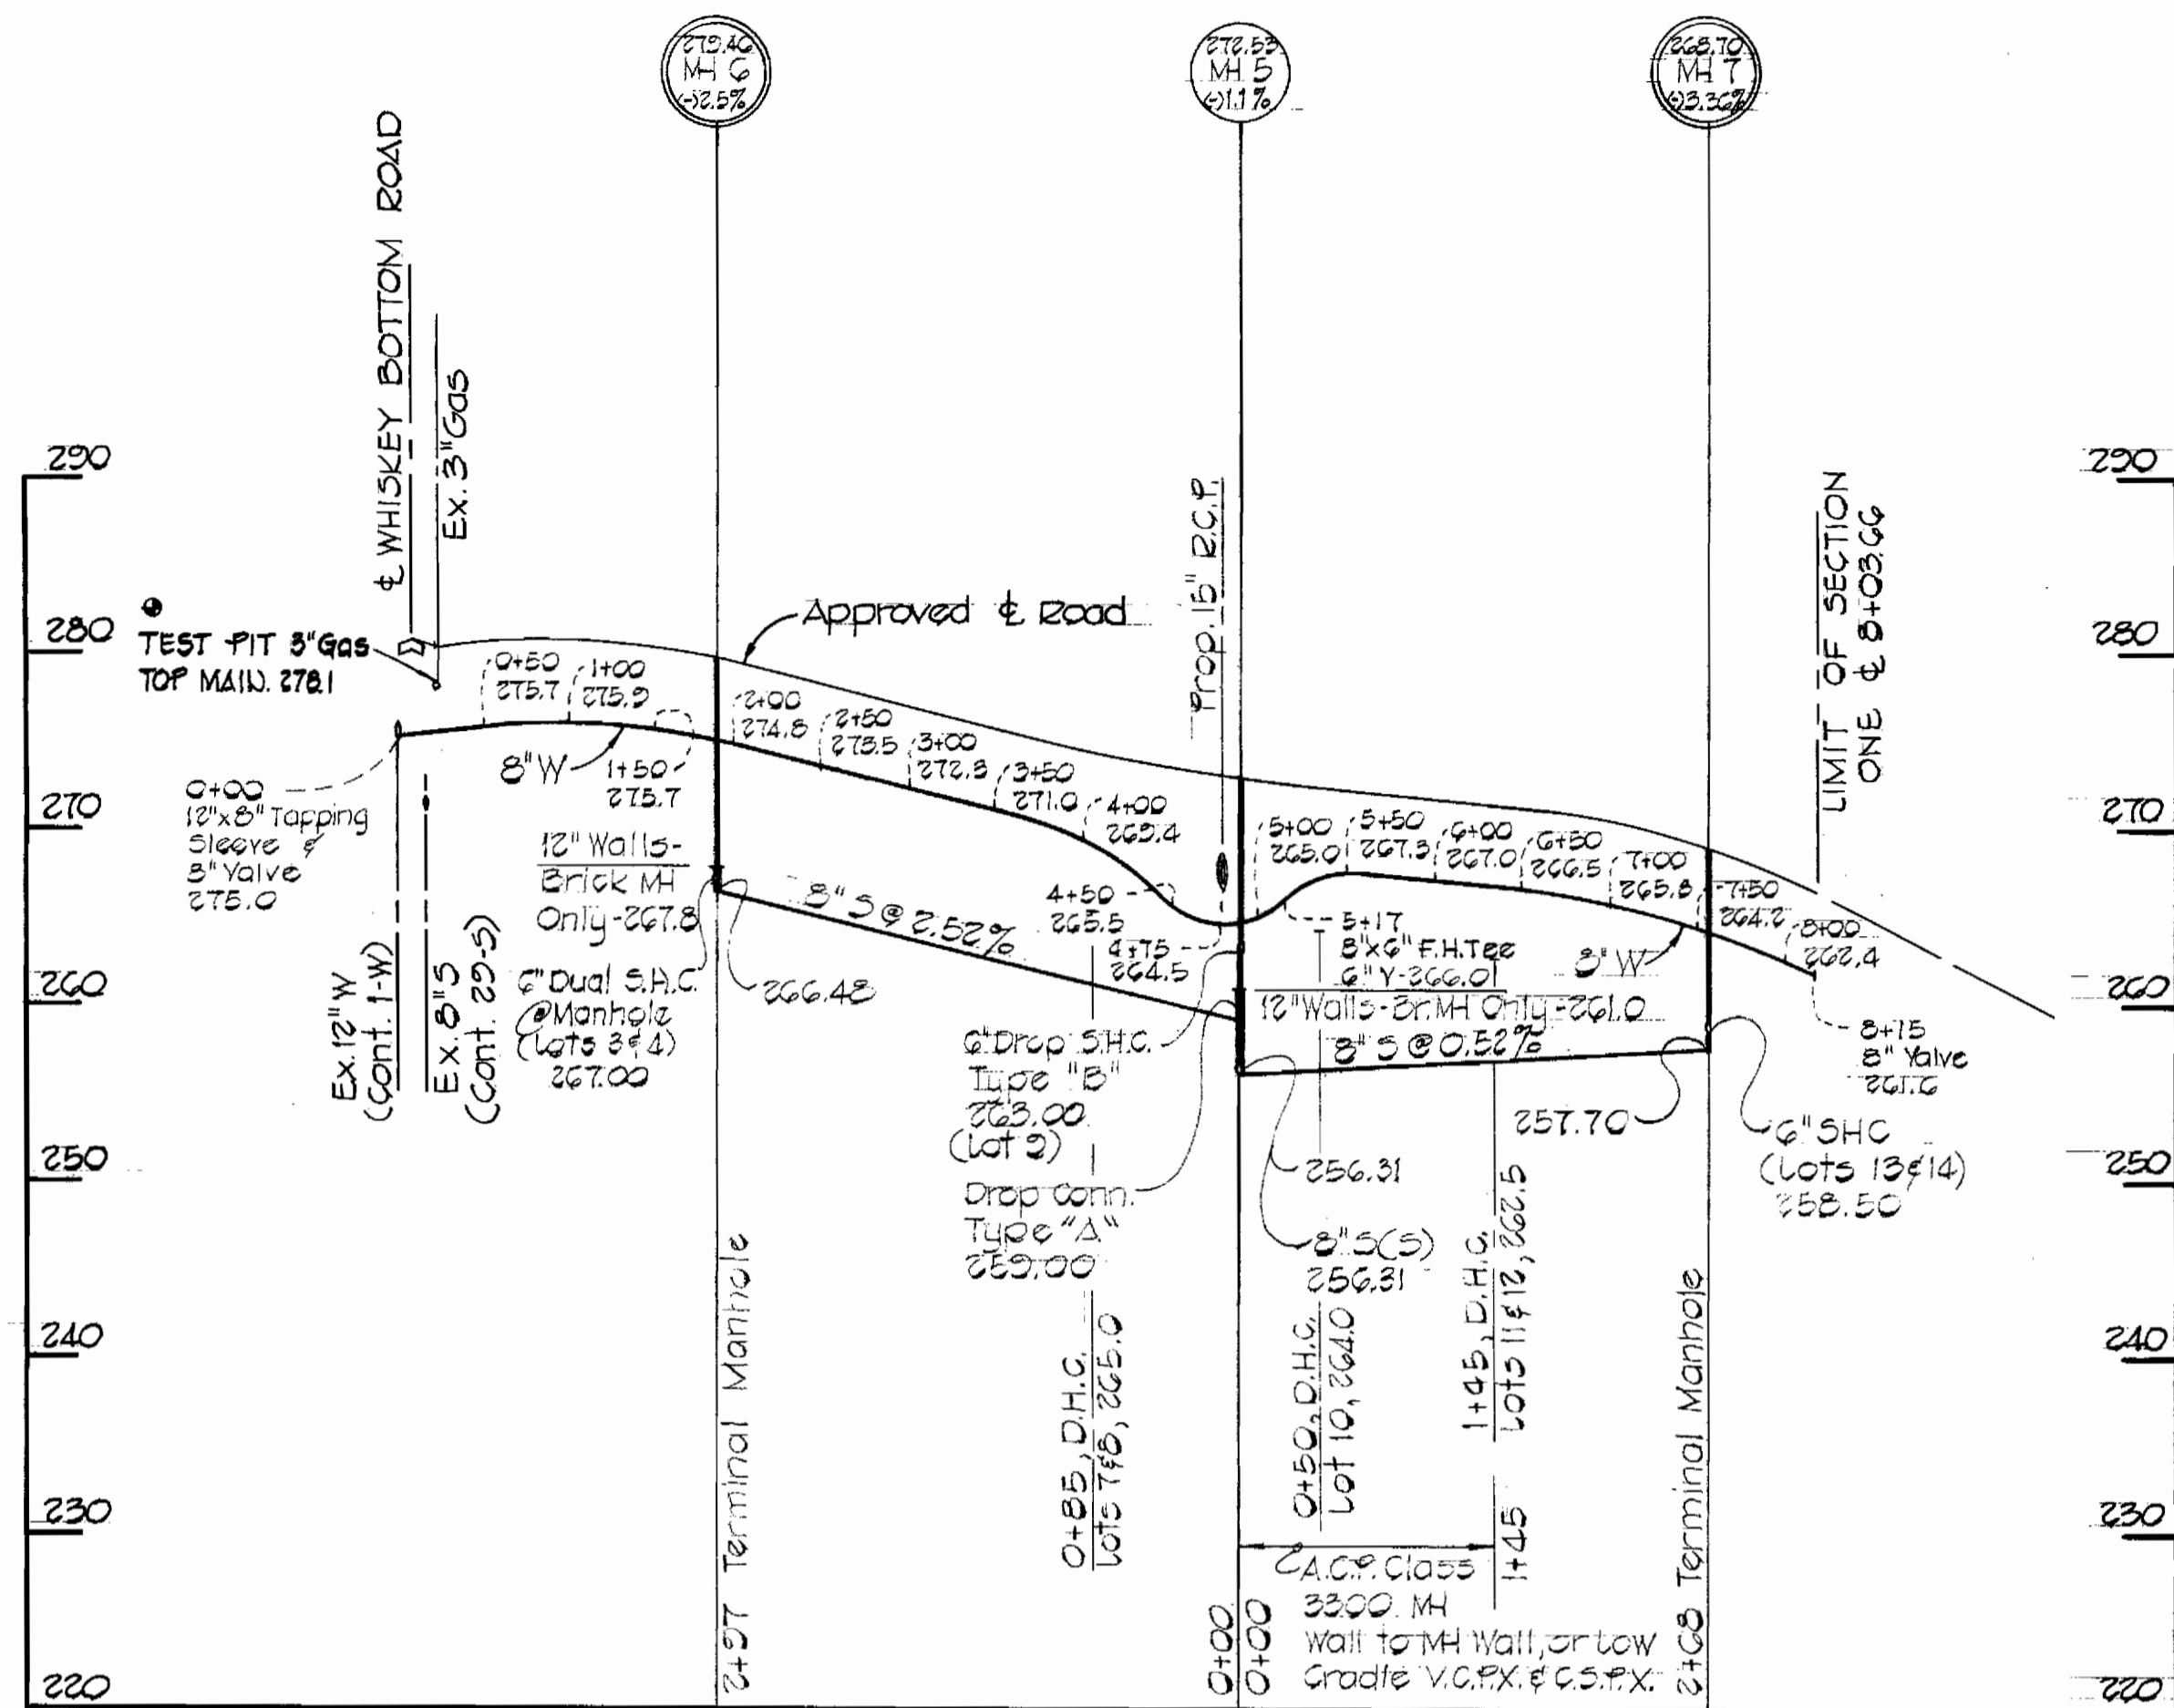 279.46
MH 6
(-)2.5%
272.53
MH 5
(-)1.1%
268.70
MH 7
(-)3.36%
℄ WHISKEY BOTTOM ROAD
Ex. 3" Gas
290
280
270
260
250
240
230
220
290
280
270
260
250
240
230
220
TEST PIT 3" Gas
TOP MAIN. 278.1
Approved ℄ Road
Prop. 15" R.C.P.
LIMIT OF SECTION
ONE ℄ 8+03.66
0+00
12"x8" Tapping
Sleeve &
8" Valve
275.0
0+50
275.7
1+00
275.9
8" W
1+50
275.7
2+00
274.8
2+50
273.5
3+00
272.3
3+50
271.0
4+00
269.4
4+50
265.5
4+75
264.5
5+00
265.0
5+50
267.3
6+00
267.0
6+50
266.5
7+00
265.8
7+50
264.2
8+00
262.4
8+15
8" Valve
261.6
5+17
8"x6" F.H. Tee
6" V-266.0
8" W
12" Walls-
Brick MH
Only-267.8
8" S @ 2.52%
266.48
6" Dual S.H.C.
@Manhole
(Lots 3&4)
267.00
Ex. 12" W
(Cont. 1-W)
Ex. 8" S
(Cont. 29-S)
6" Drop S.H.C.
Type "B"
263.00
(Lot 9)
Drop Conn.
Type "A"
259.00
12" Walls-Br. MH Only-261.0
8" S @ 0.52%
257.70
6" SHC
(Lots 13&14)
258.50
256.31
8" S(S)
256.31
0+85, D.H.C.
Lots 7&8, 265.0
0+50, D.H.C.
Lot 10, 264.0
1+45, D.H.C.
Lots 11&12, 262.5
1+45
2+97 Terminal Manhole
0+00
0+00
A.C.P. Class
3300 MH
Wall to MH Wall, or Low
Cradle V.C.P.X. & C.S.P.X.
2+68 Terminal Manhole